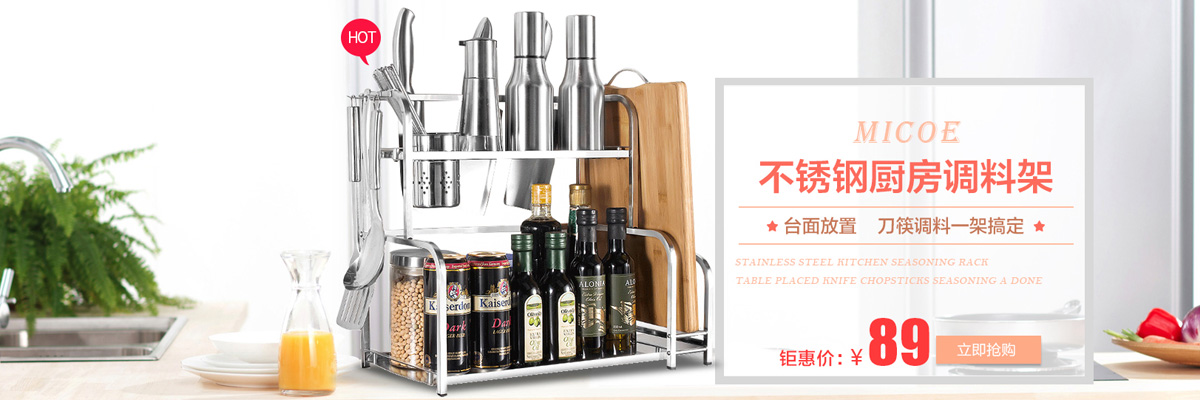 HOT
MICOE
不锈钢厨房调料架
★ 台面放置 刀筷调料一架搞定 ★
STAINLESS STEEL KITCHEN SEASONING RACK
TABLE PLACED KNIFE CHOPSTICKS SEASONING A DONE
钜惠价：¥89 立即抢购
Kaiserdom
Dark
Kaiserdom
Dark
ALONIA
ALONIA